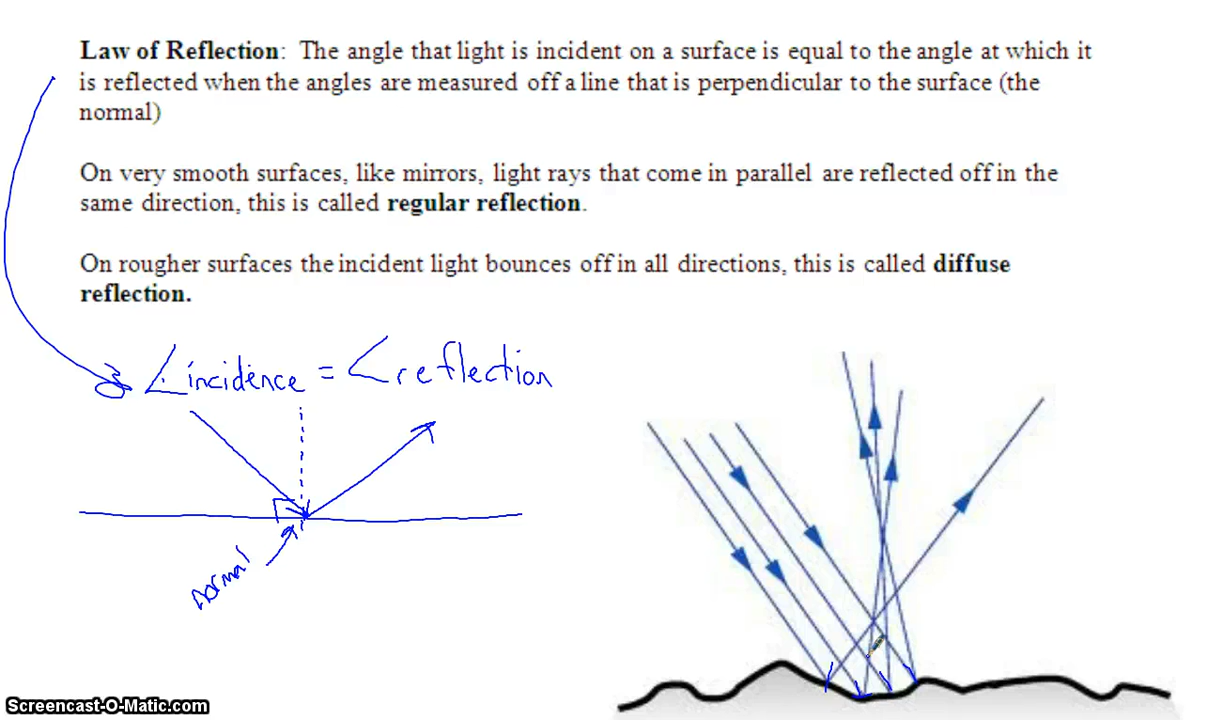 Law of Reflection: The angle that light is incident on a surface is equal to the angle at which it
is reflected when the angles are measured off a line that is perpendicular to the surface (the
normal)
On very smooth surfaces, like mirrors, light rays that come in parallel are reflected off in the
same direction, this is called regular reflection.
On rougher surfaces the incident light bounces off in all directions, this is called diffuse
reflection.
∠incidence = ∠reflection
normal
Screencast-O-Matic.com